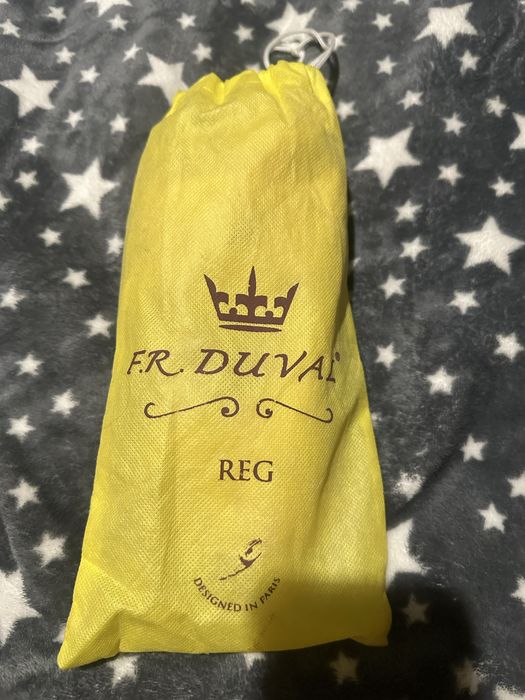 F.R. DUVAL®
REG
DESIGNED IN PARIS